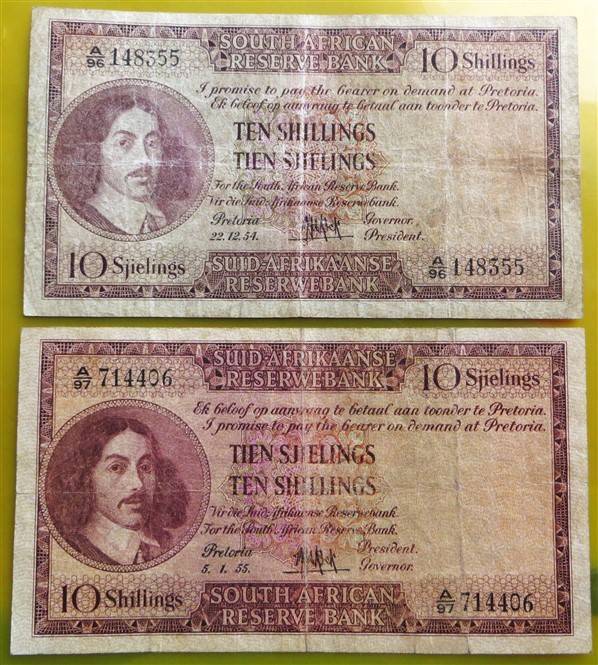 SOUTH AFRICAN
RESERVE BANK
A/96 148355
10 Shillings
I promise to pay the bearer on demand at Pretoria.
Ek beloof op aanvraag te betaal aan toonder te Pretoria.
TEN SHILLINGS
TIEN SJIELINGS
For the South African Reserve Bank.
Vir die Suid-Afrikaanse Reservewebank.
Pretoria Governor.
22.12.54. President.
A/96 148355
10 Sjielings
SUID-AFRIKAANSE
RESERWEBANK
SUID-AFRIKAANSE
RESERWEBANK
A/97 714406
10 Sjielings
Ek beloof op aanvraag te betaal aan toonder te Pretoria.
I promise to pay the bearer on demand at Pretoria.
TIEN SJIELINGS
TEN SHILLINGS
Vir die Suid-Afrikaanse Reservewebank.
For the South African Reserve Bank.
Pretoria President.
5. 1. 55. Governor.
10 Shillings
SOUTH AFRICAN
RESERVE BANK
A/97 714406